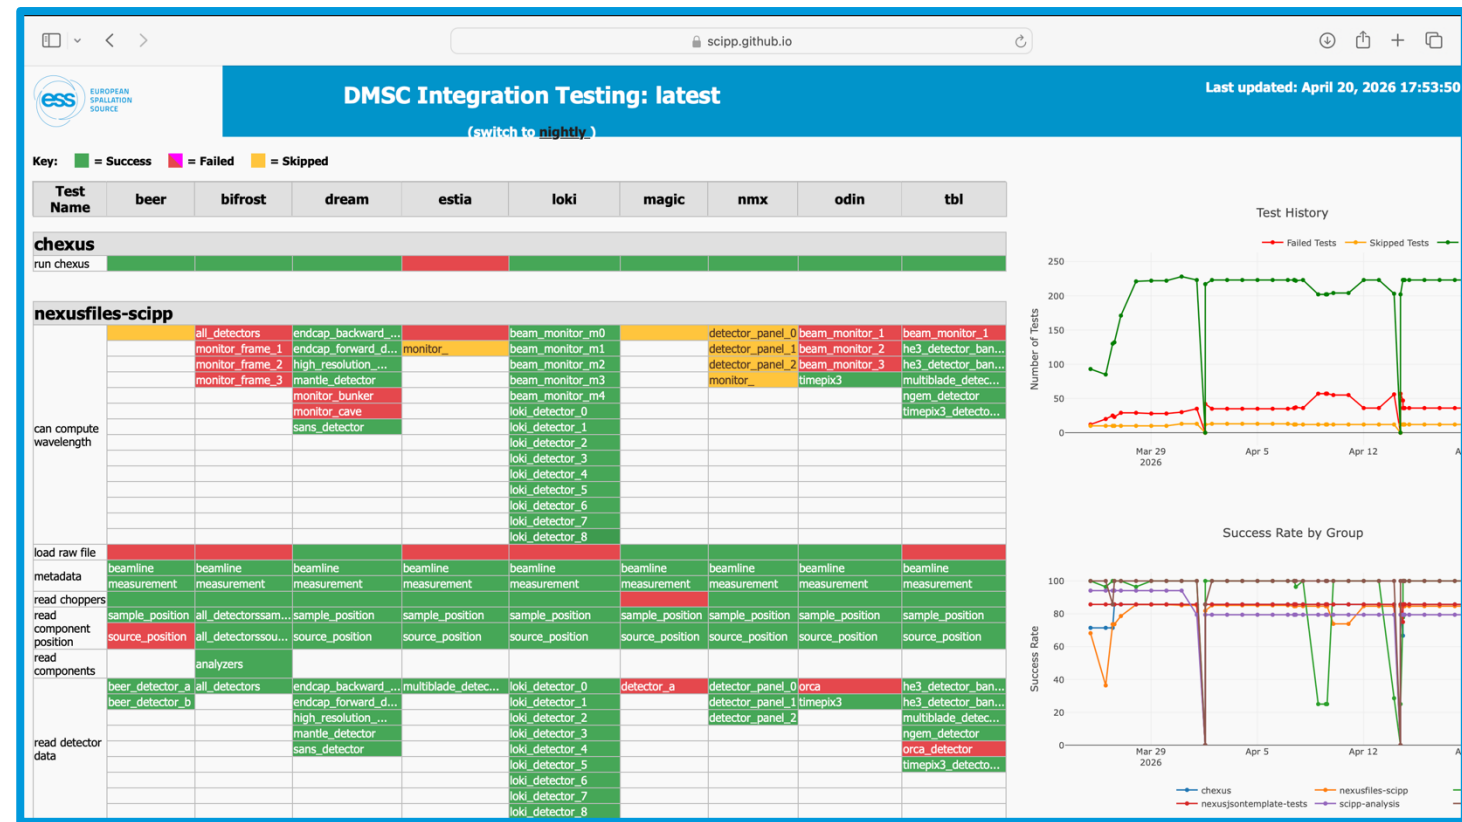 scipp.github.io
ess EUROPEAN SPALLATION SOURCE
DMSC Integration Testing: latest
Last updated: April 20, 2026 17:53:50
(switch to nightly )
Key: = Success = Failed = Skipped
Test Name beer bifrost dream estia loki magic nmx odin tbl
chexus
run chexus
nexusfiles-scipp
can compute wavelength
all_detectors endcap_backward_... beam_monitor_m0 detector_panel_0 beam_monitor_1 beam_monitor_1
monitor_frame_1 endcap_forward_d... monitor_ beam_monitor_m1 detector_panel_1 beam_monitor_2 he3_detector_ban...
monitor_frame_2 high_resolution_... beam_monitor_m2 detector_panel_2 beam_monitor_3 he3_detector_ban...
monitor_frame_3 mantle_detector beam_monitor_m3 monitor_ timepix3 multiblade_detec...
monitor_bunker beam_monitor_m4 ngem_detector
monitor_cave loki_detector_0 timepix3_detecto...
sans_detector loki_detector_1
loki_detector_2
loki_detector_3
loki_detector_4
loki_detector_5
loki_detector_6
loki_detector_7
loki_detector_8
load raw file
metadata
beamline beamline beamline beamline beamline beamline beamline beamline beamline
measurement measurement measurement measurement measurement measurement measurement measurement measurement
read choppers
read component position
sample_position all_detectorssam... sample_position sample_position sample_position sample_position sample_position sample_position sample_position
source_position all_detectorssou... source_position source_position source_position source_position source_position source_position source_position
read components
analyzers
read detector data
beer_detector_a all_detectors endcap_backward_... multiblade_detec... loki_detector_0 detector_a detector_panel_0 orca he3_detector_ban...
beer_detector_b endcap_forward_d... loki_detector_1 detector_panel_1 timepix3 he3_detector_ban...
high_resolution_... loki_detector_2 detector_panel_2 multiblade_detec...
mantle_detector loki_detector_3 ngem_detector
sans_detector loki_detector_4 orca_detector
loki_detector_5 timepix3_detecto...
loki_detector_6
loki_detector_7
loki_detector_8
Test History
Failed Tests Skipped Tests
Number of Tests
250
200
150
100
50
0
Mar 29 Apr 5 Apr 12 A
2026
Success Rate by Group
Success Rate
100
80
60
40
20
0
Mar 29 Apr 5 Apr 12 A
2026
chexus nexusfiles-scipp
nexusjsontemplate-tests scipp-analysis